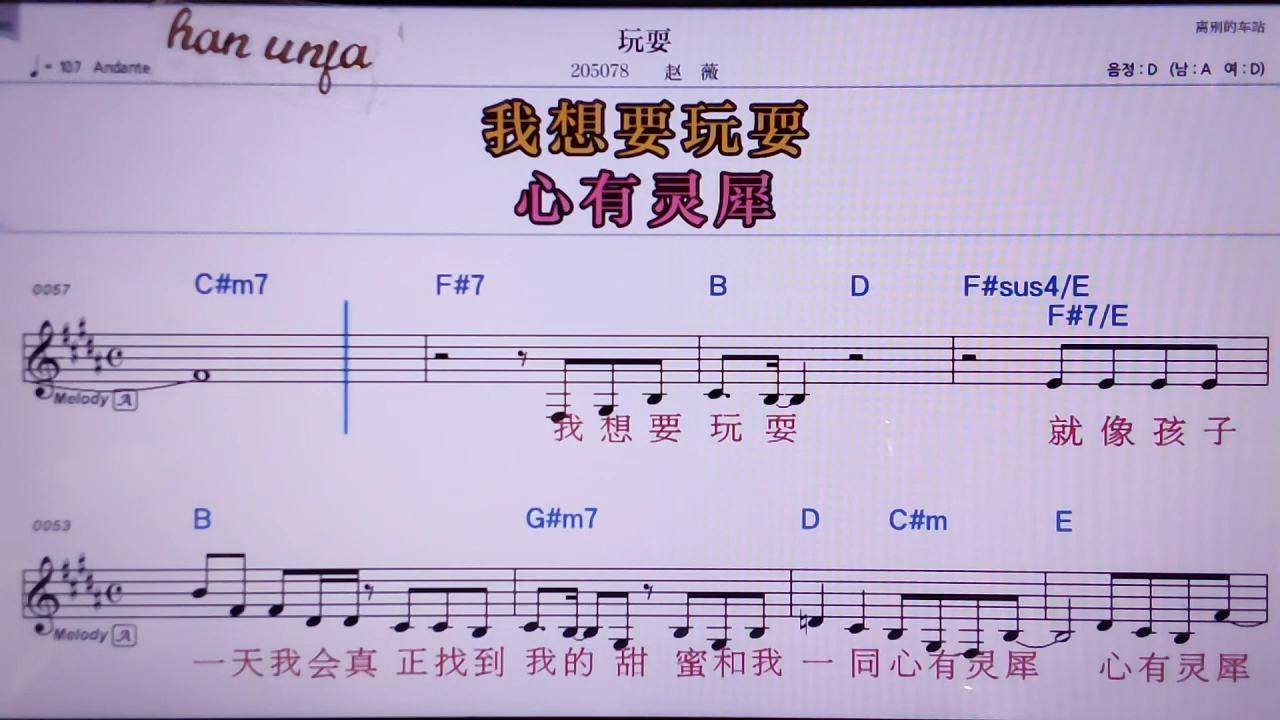 han unfa
玩耍
离别的车站
♩= 107 Andante
205078 赵 薇
음정 : D (남 : A 여 : D)
我想要玩耍
心有灵犀
C#m7 F#7 B D F#sus4/E
F#7/E
0057
Melody A
我 想 要 玩 耍 就 像 孩 子
B G#m7 D C#m E
0053
Melody A
一天我会真 正找到 我的 甜 蜜和我 一 同心有灵犀 心有灵犀